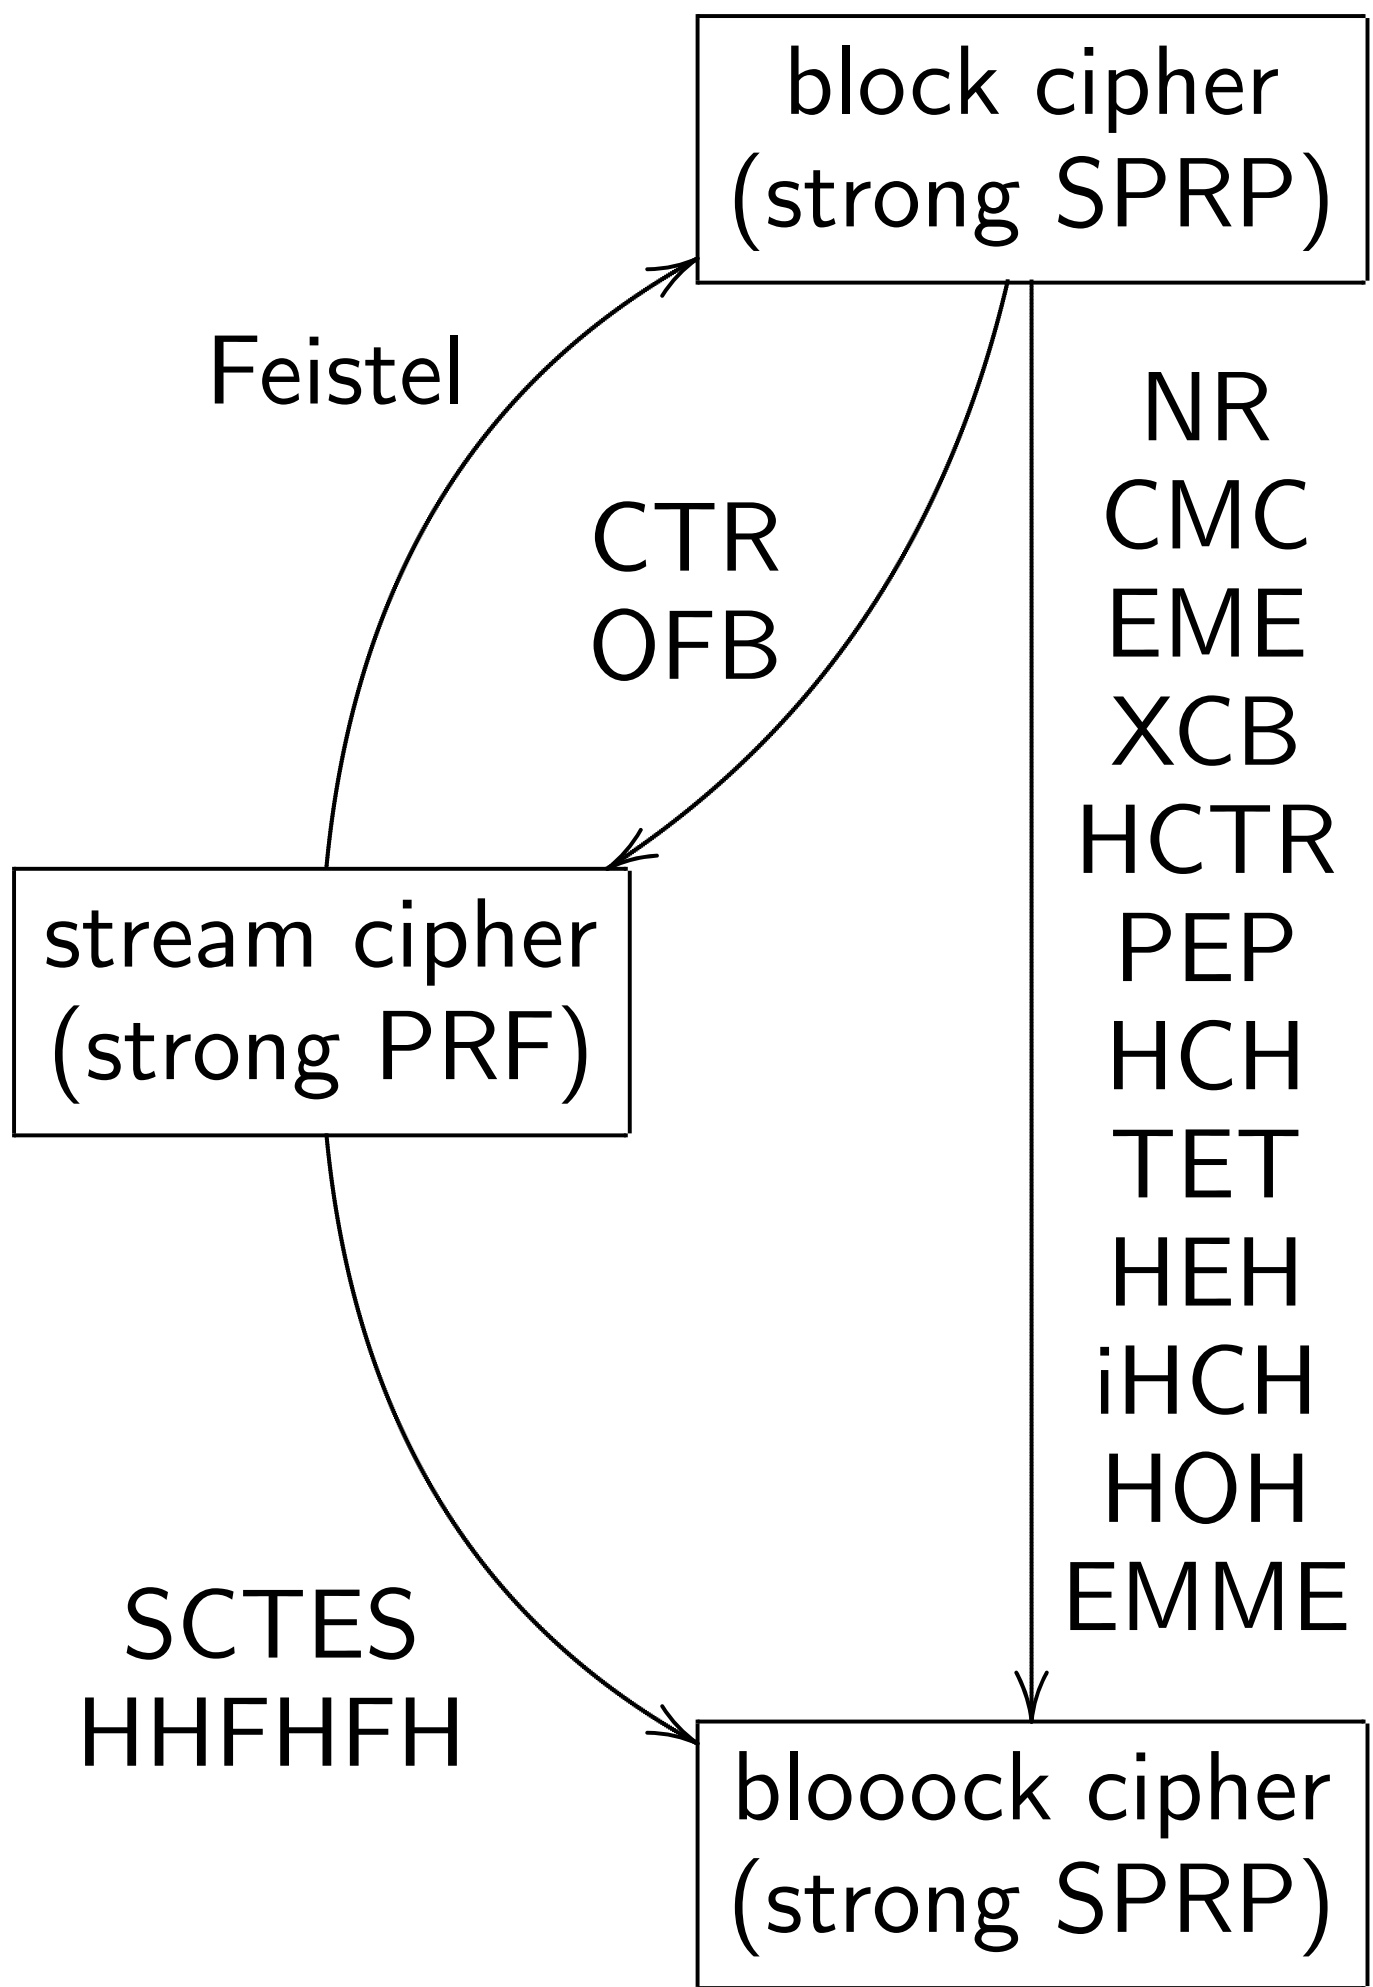 block cipher
(strong SPRP)
Feistel
NR
CMC
CTR
EME
OFB
XCB
HCTR
stream cipher
(strong PRF)
PEP
HCH
TET
HEH
iHCH
HOH
EMME
SCTES
HHFHFH
blooock cipher
(strong SPRP)